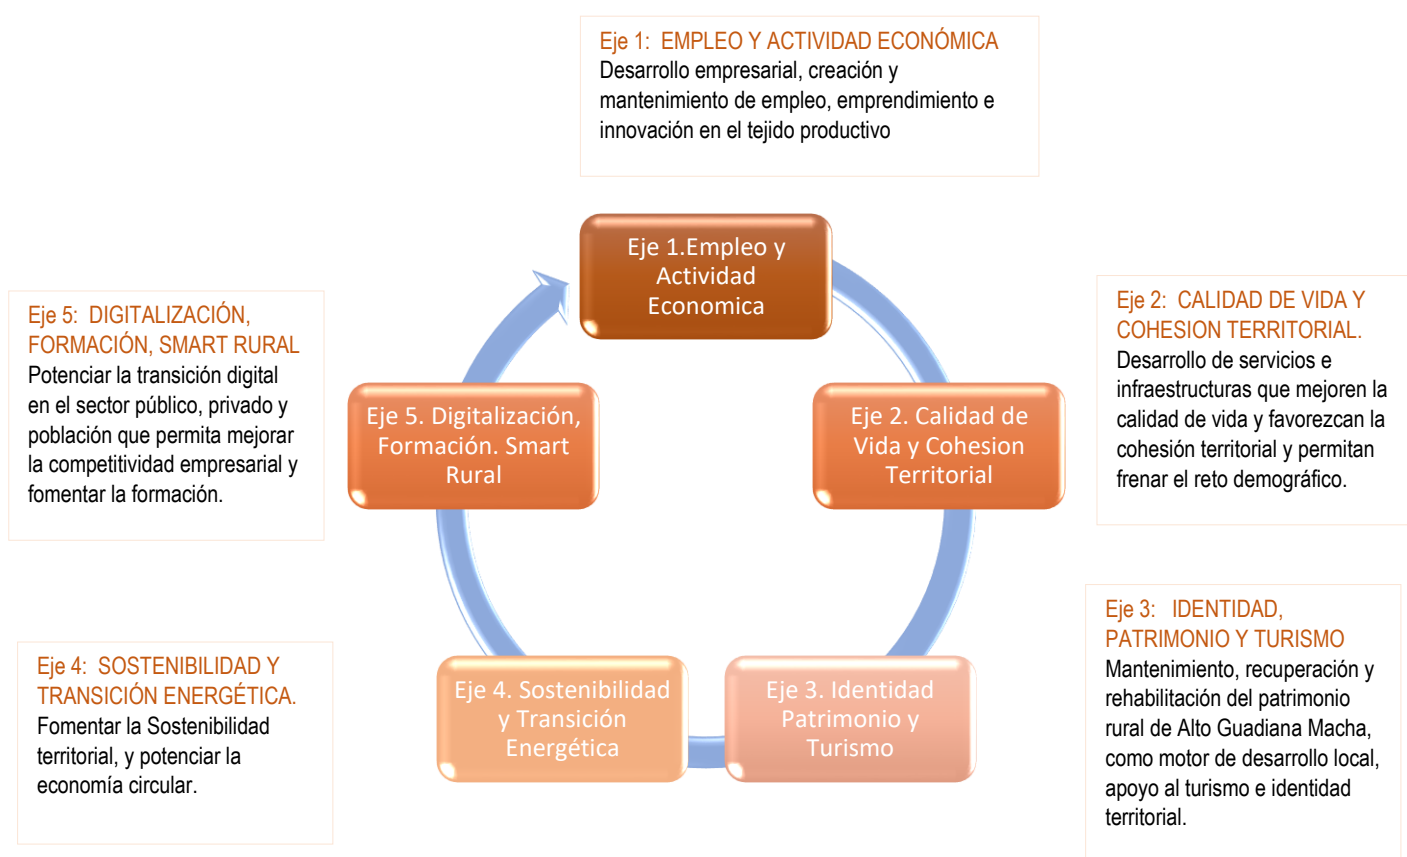 Eje 1: EMPLEO Y ACTIVIDAD ECONÓMICA
Desarrollo empresarial, creación y
mantenimiento de empleo, emprendimiento e
innovación en el tejido productivo
Eje 1.Empleo y
Actividad
Economica
Eje 2: CALIDAD DE VIDA Y
COHESION TERRITORIAL.
Desarrollo de servicios e
infraestructuras que mejoren la
calidad de vida y favorezcan la
cohesión territorial y permitan
frenar el reto demográfico.
Eje 5: DIGITALIZACIÓN,
FORMACIÓN, SMART RURAL
Potenciar la transición digital
en el sector público, privado y
población que permita mejorar
la competitividad empresarial y
fomentar la formación.
Eje 5. Digitalización,
Formación. Smart
Rural
Eje 2. Calidad de
Vida y Cohesion
Territorial
Eje 3: IDENTIDAD,
PATRIMONIO Y TURISMO
Mantenimiento, recuperación y
rehabilitación del patrimonio
rural de Alto Guadiana Macha,
como motor de desarrollo local,
apoyo al turismo e identidad
territorial.
Eje 4: SOSTENIBILIDAD Y
TRANSICIÓN ENERGÉTICA.
Fomentar la Sostenibilidad
territorial, y potenciar la
economía circular.
Eje 4. Sostenibilidad
y Transición
Energética
Eje 3. Identidad
Patrimonio y
Turismo